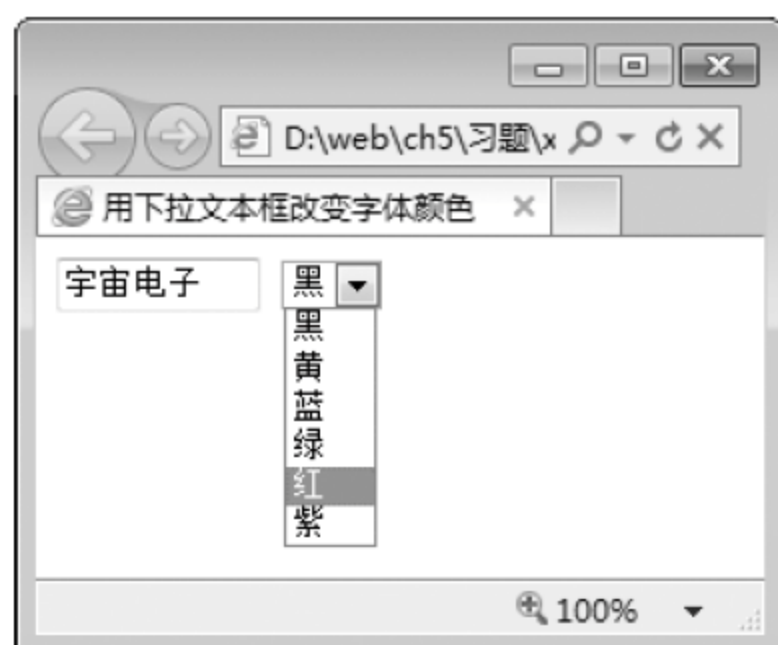 D:\web\ch5\习题\x
用下拉文本框改变字体颜色
宇宙电子 黑
黑
黄
蓝
绿
红
紫
100%